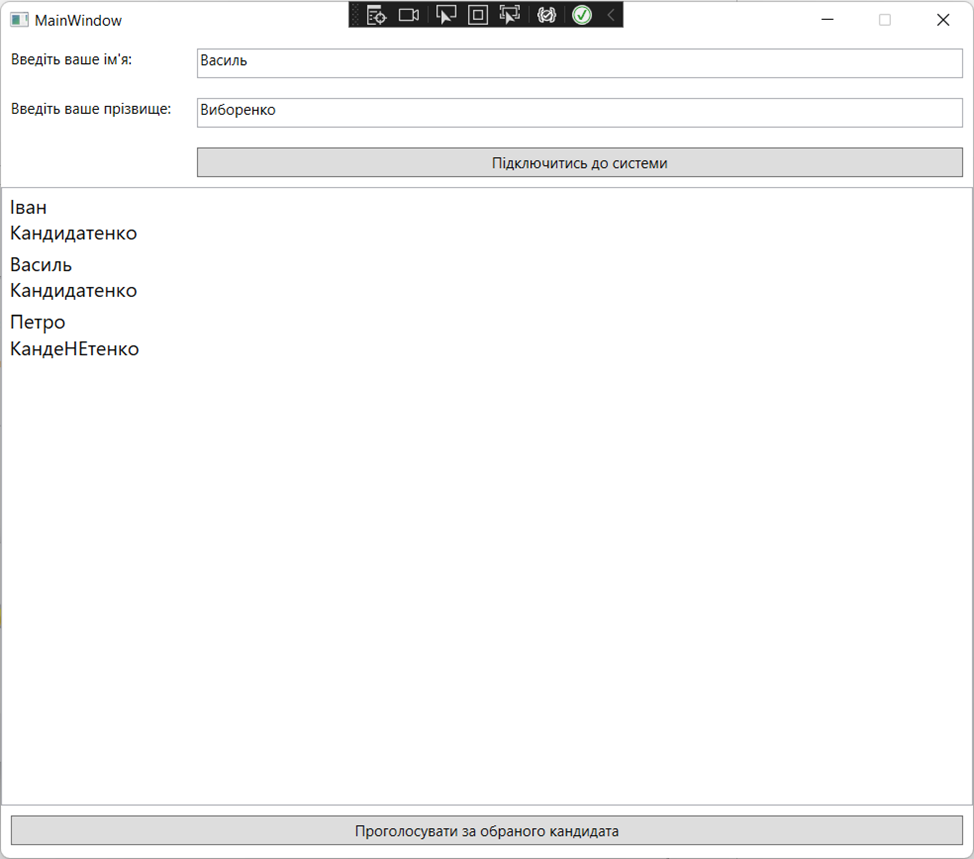 MainWindow
Введіть ваше ім'я:
Василь
Введіть ваше прізвище:
Виборенко
Підключитись до системи
Іван
Кандидатенко
Василь
Кандидатенко
Петро
КандеНЕтенко
Проголосувати за обраного кандидата